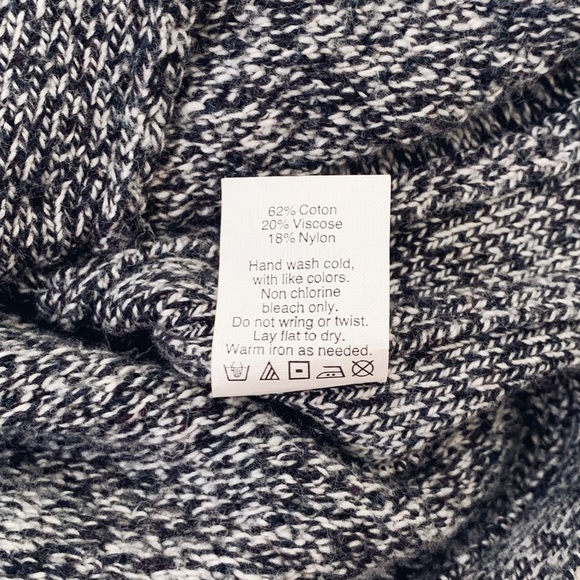 62% Coton
20% Viscose
18% Nylon
Hand wash cold,
with like colors.
Non chlorine
bleach only.
Do not wring or twist.
Lay flat to dry.
Warm iron as needed.